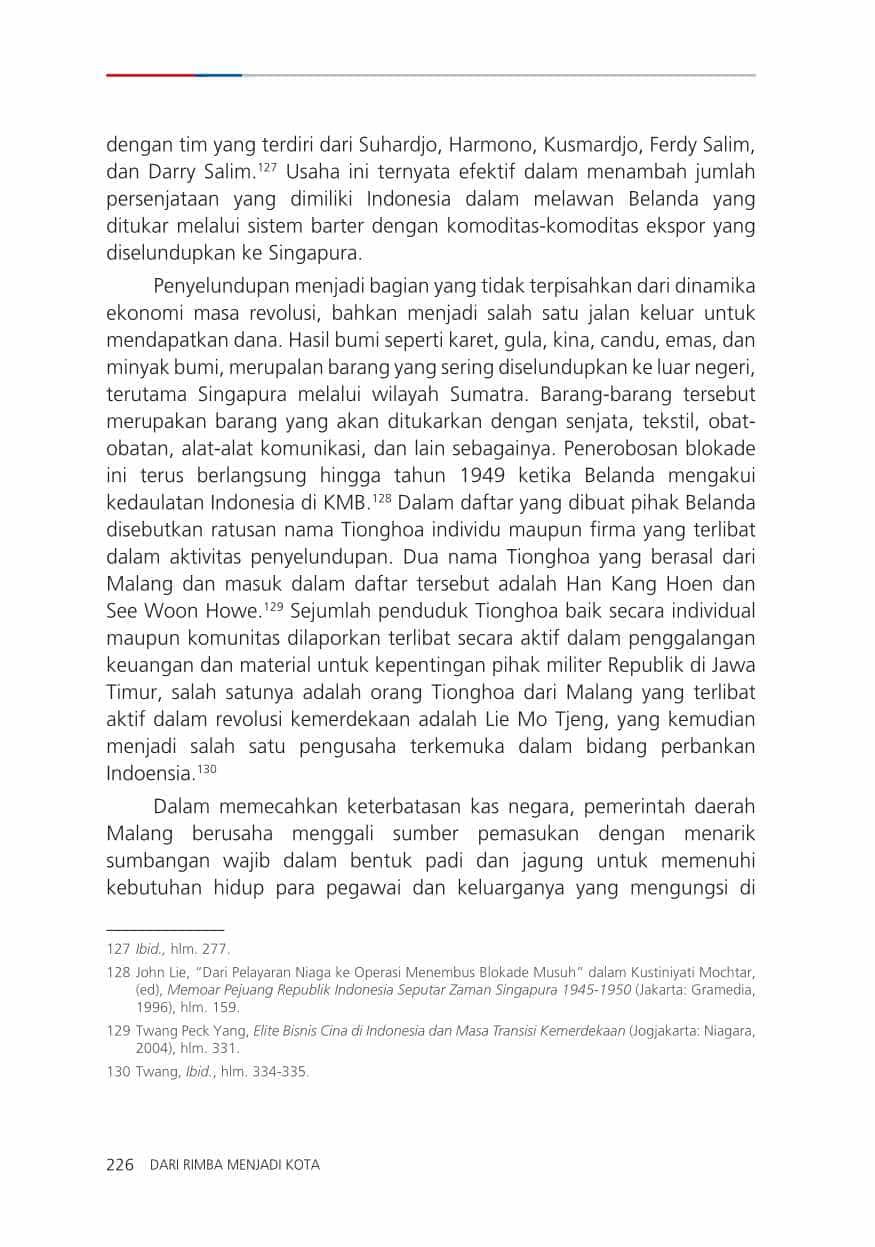 dengan tim yang terdiri dari Suhardjo, Harmono, Kusmardjo, Ferdy Salim,
dan Darry Salim.127 Usaha ini ternyata efektif dalam menambah jumlah
persenjataan yang dimiliki Indonesia dalam melawan Belanda yang
ditukar melalui sistem barter dengan komoditas-komoditas ekspor yang
diselundupkan ke Singapura.
Penyelundupan menjadi bagian yang tidak terpisahkan dari dinamika
ekonomi masa revolusi, bahkan menjadi salah satu jalan keluar untuk
mendapatkan dana. Hasil bumi seperti karet, gula, kina, candu, emas, dan
minyak bumi, merupalan barang yang sering diselundupkan ke luar negeri,
terutama Singapura melalui wilayah Sumatra. Barang-barang tersebut
merupakan barang yang akan ditukarkan dengan senjata, tekstil, obat-
obatan, alat-alat komunikasi, dan lain sebagainya. Penerobosan blokade
ini terus berlangsung hingga tahun 1949 ketika Belanda mengakui
kedaulatan Indonesia di KMB.128 Dalam daftar yang dibuat pihak Belanda
disebutkan ratusan nama Tionghoa individu maupun firma yang terlibat
dalam aktivitas penyelundupan. Dua nama Tionghoa yang berasal dari
Malang dan masuk dalam daftar tersebut adalah Han Kang Hoen dan
See Woon Howe.129 Sejumlah penduduk Tionghoa baik secara individual
maupun komunitas dilaporkan terlibat secara aktif dalam penggalangan
keuangan dan material untuk kepentingan pihak militer Republik di Jawa
Timur, salah satunya adalah orang Tionghoa dari Malang yang terlibat
aktif dalam revolusi kemerdekaan adalah Lie Mo Tjeng, yang kemudian
menjadi salah satu pengusaha terkemuka dalam bidang perbankan
Indoensia.130
Dalam memecahkan keterbatasan kas negara, pemerintah daerah
Malang berusaha menggali sumber pemasukan dengan menarik
sumbangan wajib dalam bentuk padi dan jagung untuk memenuhi
kebutuhan hidup para pegawai dan keluarganya yang mengungsi di
127 Ibid., hlm. 277.
128 John Lie, "Dari Pelayaran Niaga ke Operasi Menembus Blokade Musuh" dalam Kustiniyati Mochtar,
(ed), Memoar Pejuang Republik Indonesia Seputar Zaman Singapura 1945-1950 (Jakarta: Gramedia,
1996), hlm. 159.
129 Twang Peck Yang, Elite Bisnis Cina di Indonesia dan Masa Transisi Kemerdekaan (Jogjakarta: Niagara,
2004), hlm. 331.
130 Twang, Ibid., hlm. 334-335.
226 DARI RIMBA MENJADI KOTA